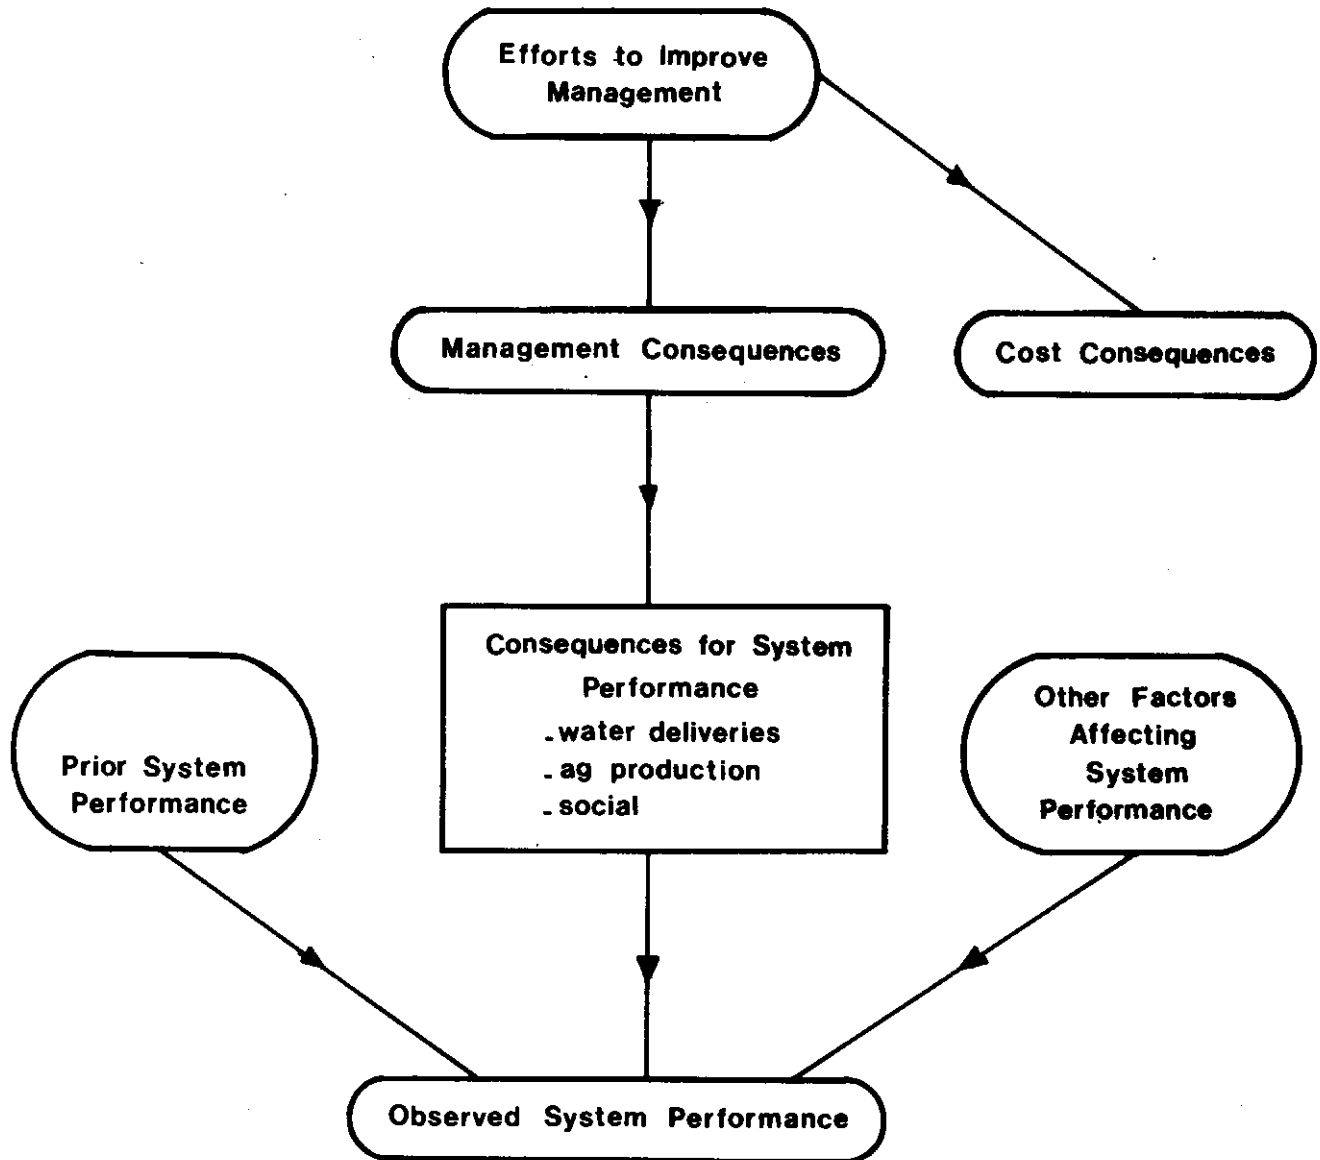 Efforts to Improve
Management
Management Consequences
Cost Consequences
Consequences for System
Performance
- water deliveries
- ag production
- social
Prior System
Performance
Other Factors
Affecting
System
Performance
Observed System Performance